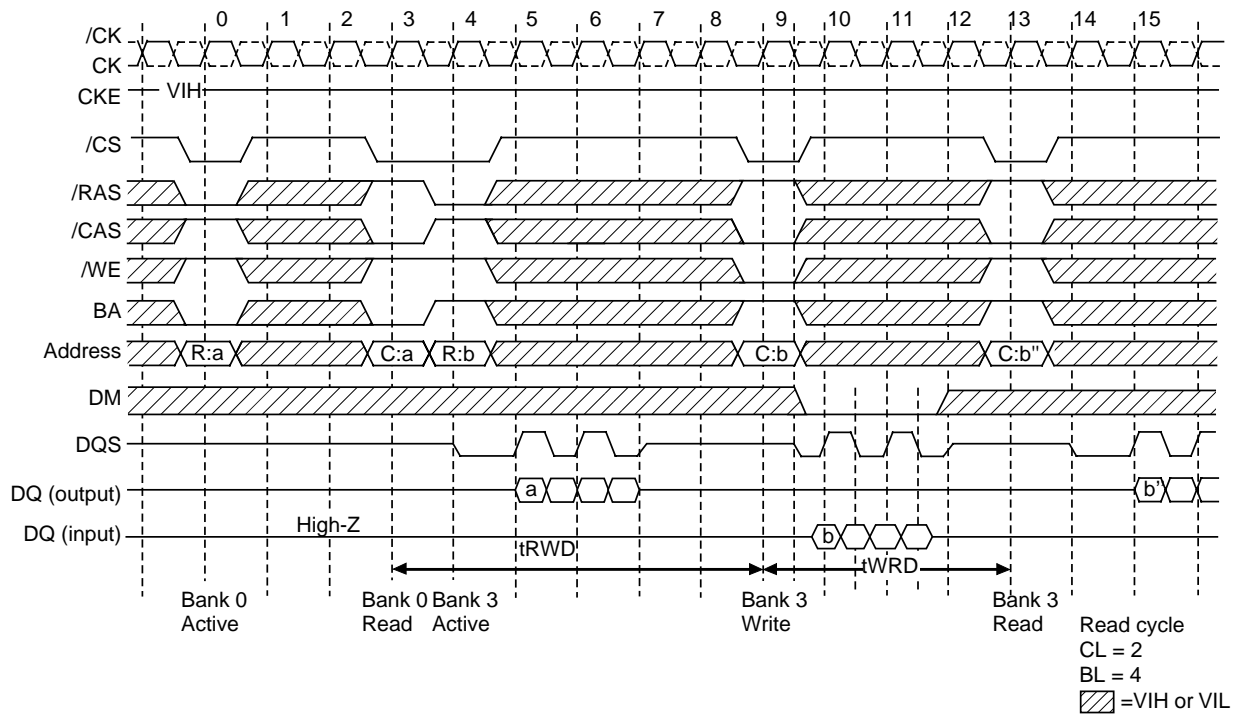 0 1 2 3 4 5 6 7 8 9 10 11 12 13 14 15
/CK
CK
CKE VIH
/CS
/RAS
/CAS
/WE
BA
Address R:a C:a R:b C:b C:b''
DM
DQS
DQ (output) a b'
DQ (input) High-Z b
tRWD tWRD
Bank 0 Bank 0 Bank 3 Bank 3 Bank 3
Active Read Active Write Read
Read cycle
CL = 2
BL = 4
=VIH or VIL